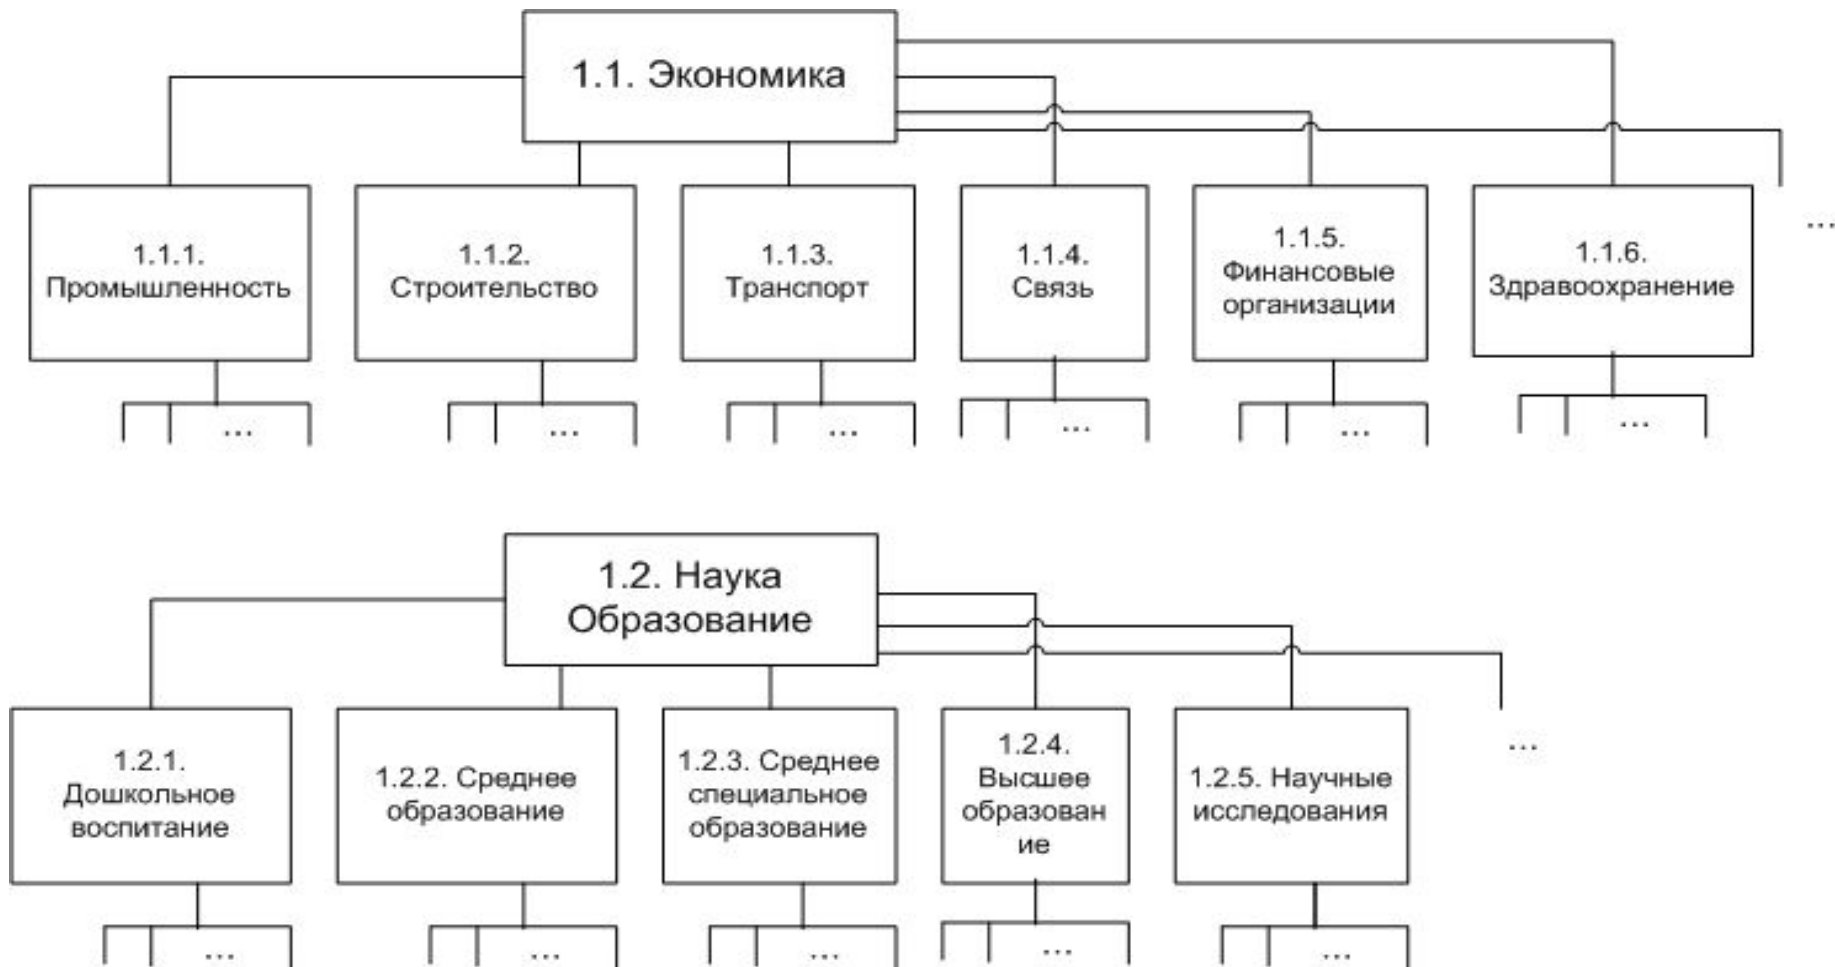 1.1. Экономика
1.1.1.
Промышленность
1.1.2.
Строительство
1.1.3.
Транспорт
1.1.4.
Связь
1.1.5.
Финансовые
организации
1.1.6.
Здравоохранение
...
...
...
...
...
...
...
1.2. Наука
Образование
1.2.1.
Дошкольное
воспитание
1.2.2. Среднее
образование
1.2.3. Среднее
специальное
образование
1.2.4.
Высшее
образован
ие
1.2.5. Научные
исследования
...
...
...
...
...
...